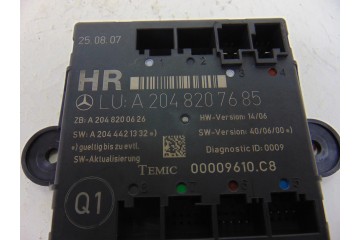 25.08.07
HR
LU: A 204 820 76 85
ZB: A 204 820 06 26
HW-Version: 14/06
SW: A 204 442 13 32 *)
SW-Version: 40/06/00 *)
*) gueltig bis zu evtl.
Diagnostic ID: 0009
SW-Aktualisierung
TEMIC 00009610.C8
Q1